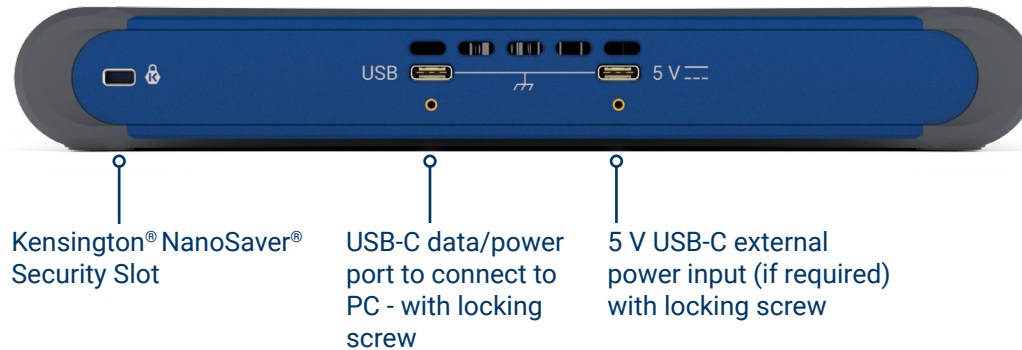 USB
5 V
Kensington® NanoSaver®
Security Slot
USB-C data/power
port to connect to
PC - with locking
screw
5 V USB-C external
power input (if required)
with locking screw